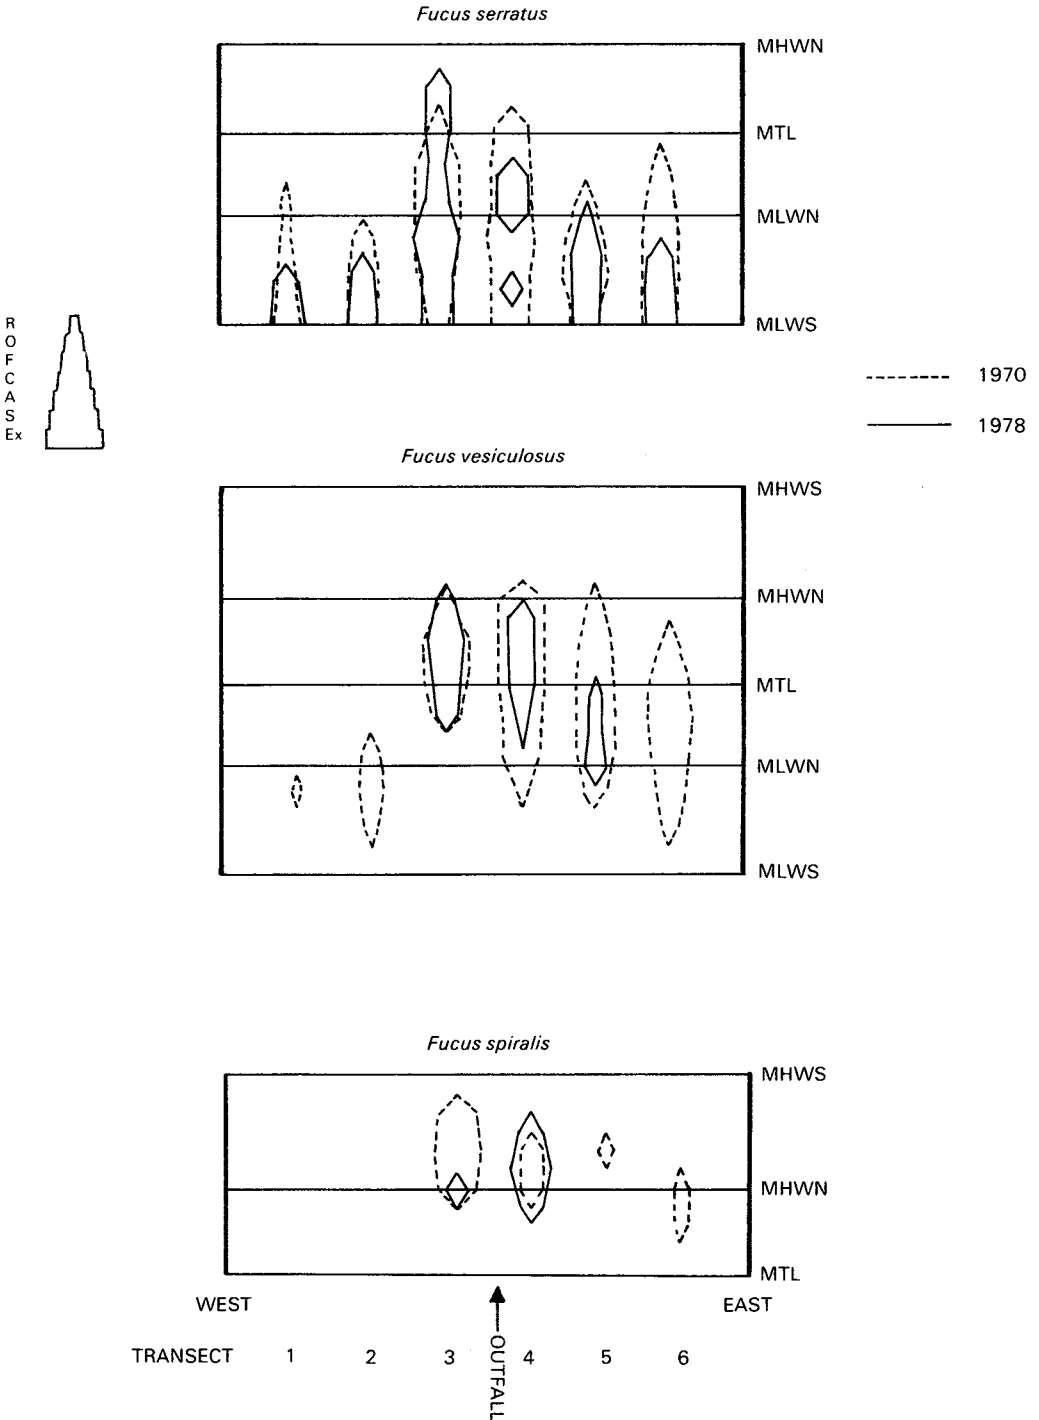 Fucus serratus
MHWN
MTL
MLWN
MLWS
R
O
F
C
A
S
Ex
1970
1978
Fucus vesiculosus
MHWS
MHWN
MTL
MLWN
MLWS
Fucus spiralis
MHWS
MHWN
MTL
WEST
EAST
TRANSECT 1 2 3 4 5 6
OUTFALL